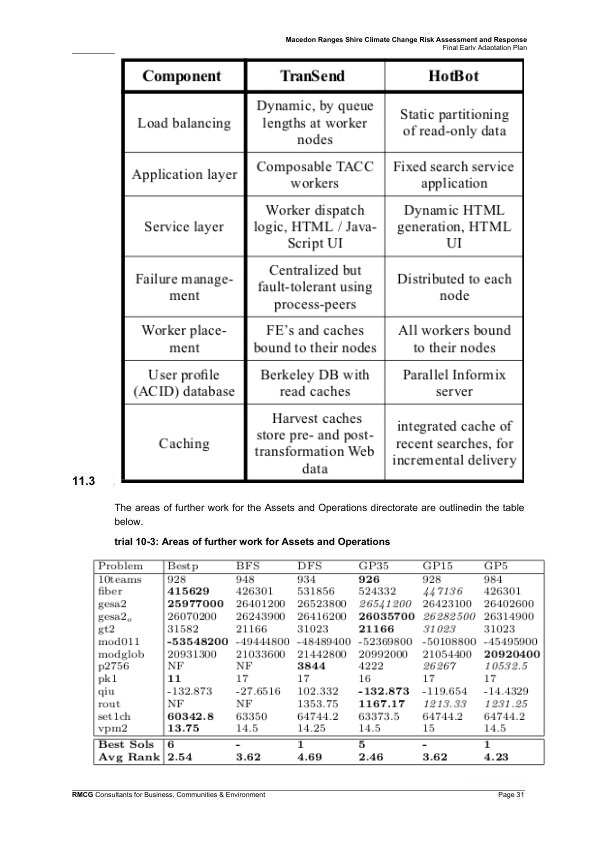 Macedon Ranges Shire Climate Change Risk Assessment and Response
Final Early Adaptation Plan
Component TranSend HotBot
Load balancing Dynamic, by queue lengths at worker nodes Static partitioning of read-only data
Application layer Composable TACC workers Fixed search service application
Service layer Worker dispatch logic, HTML / Java-Script UI Dynamic HTML generation, HTML UI
Failure manage-ment Centralized but fault-tolerant using process-peers Distributed to each node
Worker place-ment FE's and caches bound to their nodes All workers bound to their nodes
User profile (ACID) database Berkeley DB with read caches Parallel Informix server
Caching Harvest caches store pre- and post-transformation Web data integrated cache of recent searches, for incremental delivery
11.3
The areas of further work for the Assets and Operations directorate are outlinedin the table
below.
trial 10-3: Areas of further work for Assets and Operations
Problem Bestp BFS DFS GP35 GP15 GP5
10teams 928 948 934 926 928 984
fiber 415629 426301 531856 524332 447136 426301
gesa2 25977000 26401200 26523800 26541200 26423100 26402600
gesa2o 26070200 26243900 26416200 26035700 26282500 26314900
gt2 31582 21166 31023 21166 31023 31023
mod011 -53548200 -49444800 -48489400 -52369800 -50108800 -45495900
modglob 20931300 21033600 21442800 20992000 21054400 20920400
p2756 NF NF 3844 4222 26267 10532.5
pk1 11 17 17 16 17 17
qiu -132.873 -27.6516 102.332 -132.873 -119.654 -14.4329
rout NF NF 1353.75 1167.17 1213.33 1231.25
set1ch 60342.8 63350 64744.2 63373.5 64744.2 64744.2
vpm2 13.75 14.5 14.25 14.5 15 14.5
Best Sols 6 - 1 5 - 1
Avg Rank 2.54 3.62 4.69 2.46 3.62 4.23
RMCG Consultants for Business, Communities & Environment Page 31